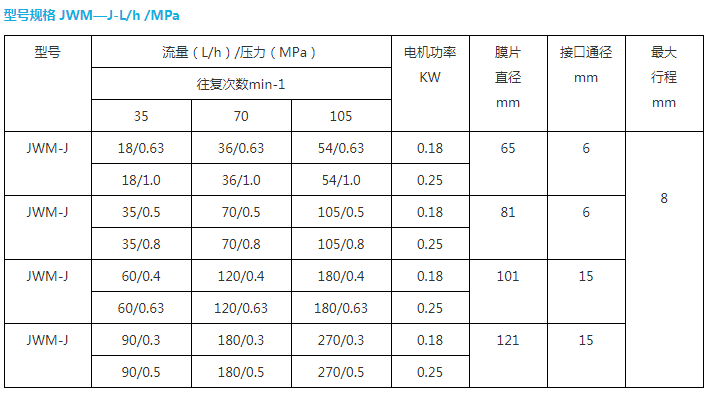 型号规格 JWM—J-L/h /MPa
型号 流量（L/h）/压力（MPa） 电机功率 膜片 接口通径 最大
往复次数min-1 KW 直径 mm 行程
35 70 105 mm mm
JWM-J 18/0.63 36/0.63 54/0.63 0.18 65 6
18/1.0 36/1.0 54/1.0 0.25
JWM-J 35/0.5 70/0.5 105/0.5 0.18 81 6 8
35/0.8 70/0.8 105/0.8 0.25
JWM-J 60/0.4 120/0.4 180/0.4 0.18 101 15
60/0.63 120/0.63 180/0.63 0.25
JWM-J 90/0.3 180/0.3 270/0.3 0.18 121 15
90/0.5 180/0.5 270/0.5 0.25